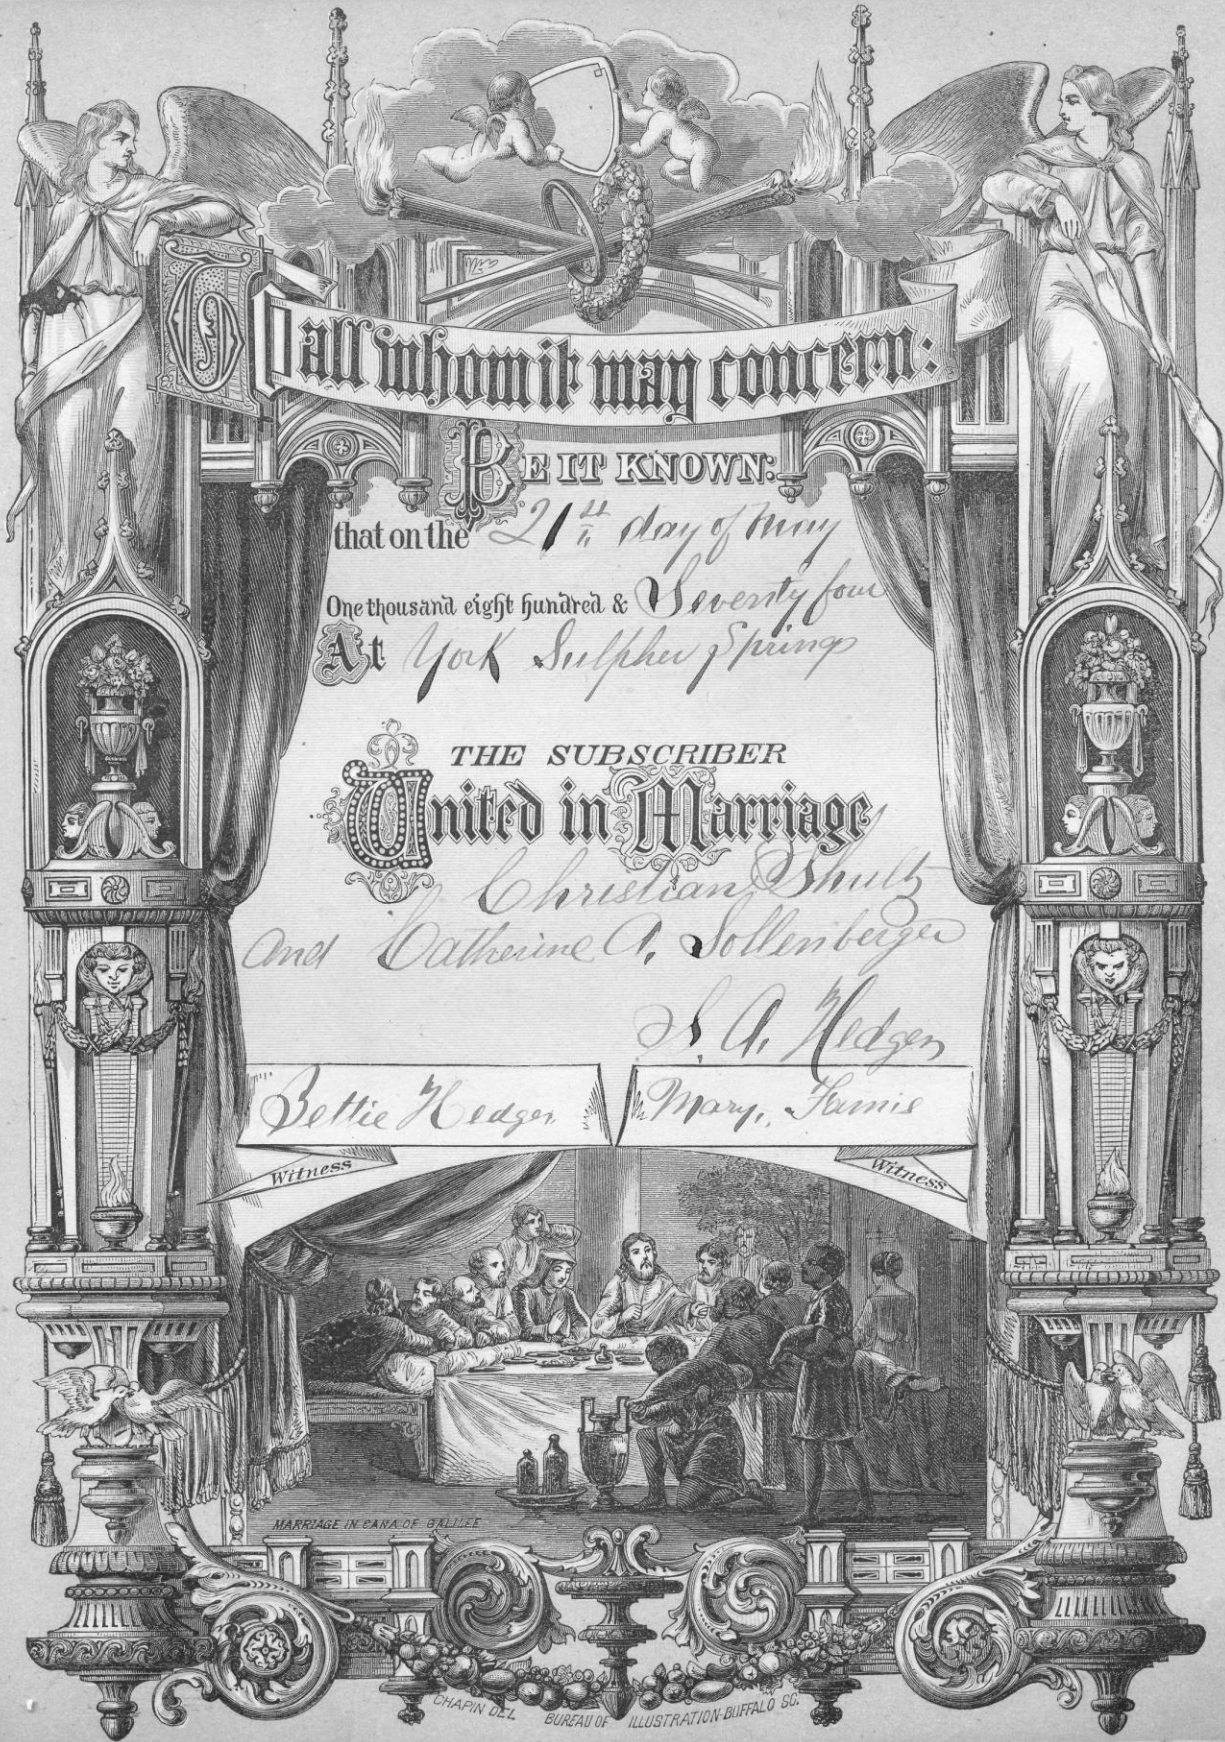 To all whom it may concern:
BE IT KNOWN:
that on the 21st day of May
One thousand eight hundred & Seventy four
At York Sulpher Springs
THE SUBSCRIBER
United in Marriage
Christian Shultz
and Catherine A. Sollenberger
S. A. Hedges
Bettie Hedges Mary, Famie
Witness Witness
MARRIAGE IN CANA OF GALILEE
CHAPIN DEL BUREAU OF ILLUSTRATION-BUFFALO SC.